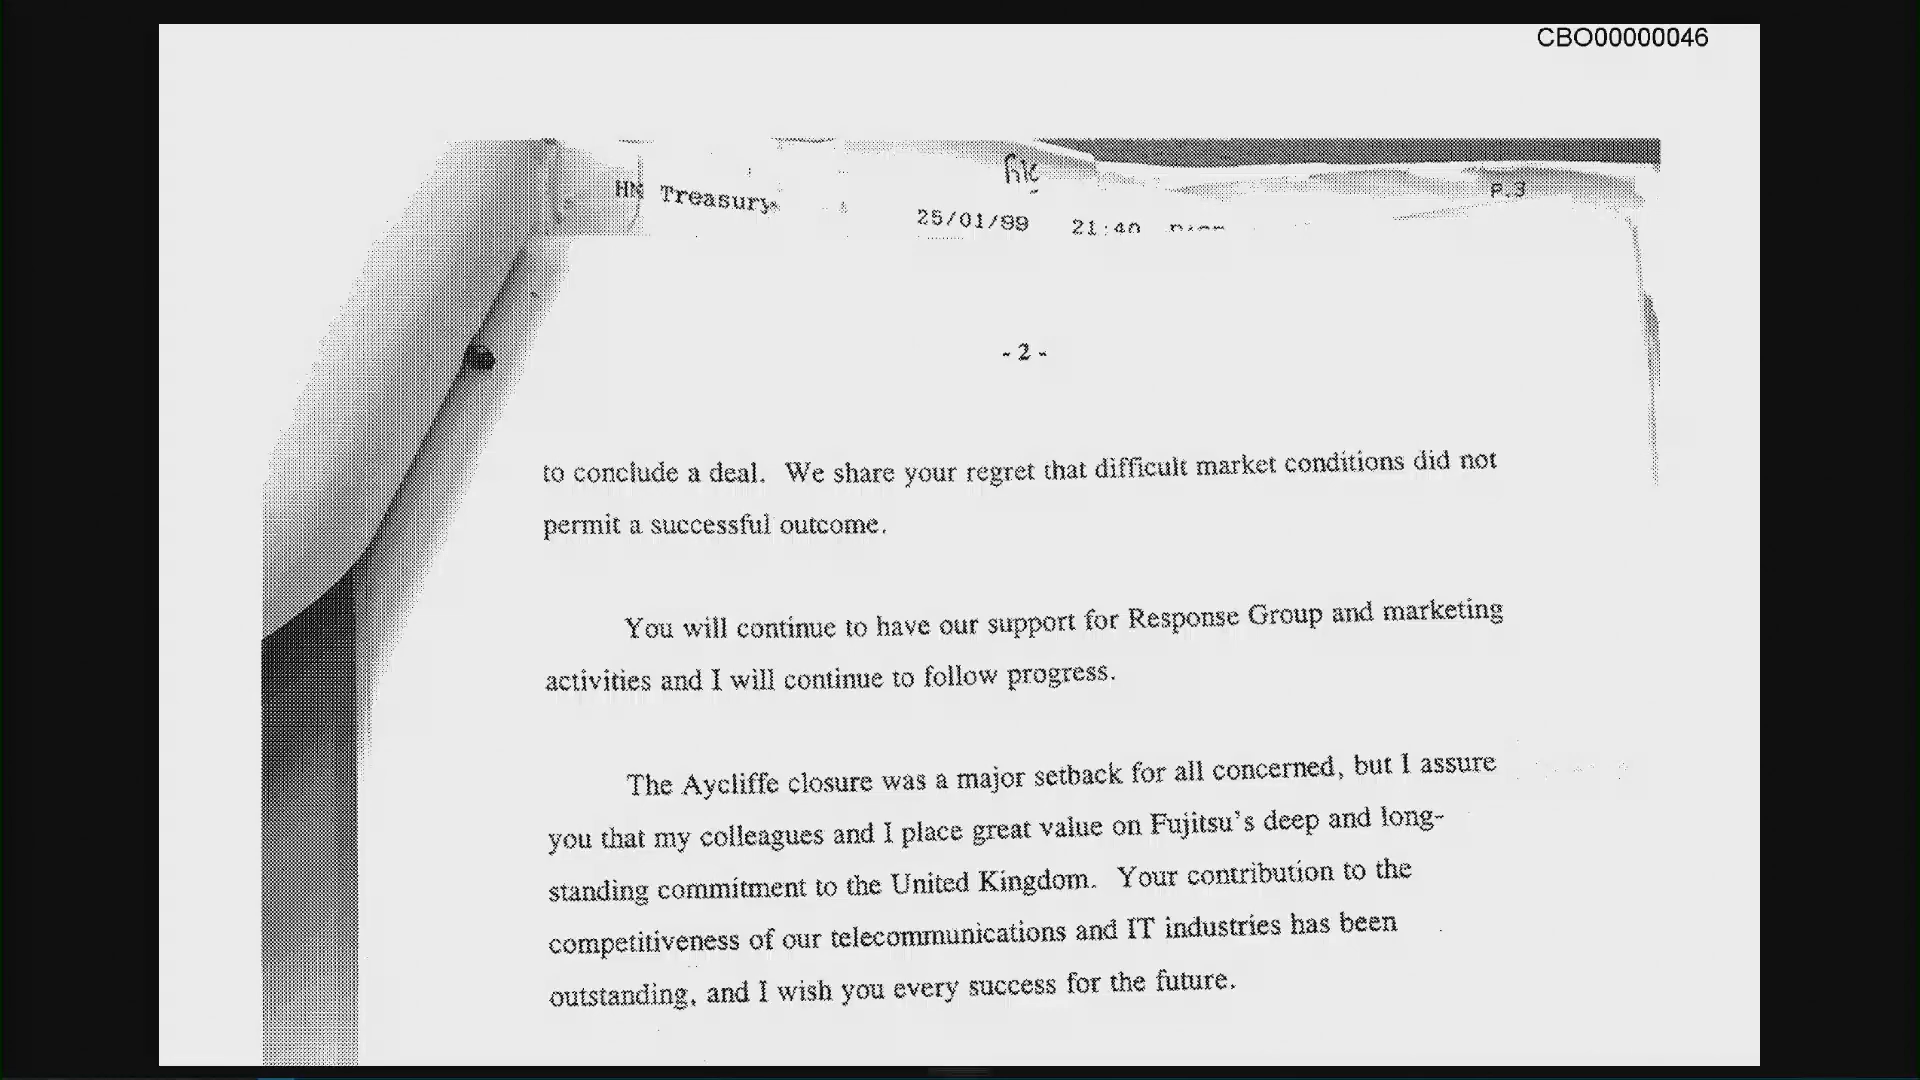 CBO00000046
HM Treasury
file
P.3
25/01/99 21:40
- 2 -
to conclude a deal. We share your regret that difficult market conditions did not
permit a successful outcome.
You will continue to have our support for Response Group and marketing
activities and I will continue to follow progress.
The Aycliffe closure was a major setback for all concerned, but I assure
you that my colleagues and I place great value on Fujitsu's deep and long-
standing commitment to the United Kingdom. Your contribution to the
competitiveness of our telecommunications and IT industries has been
outstanding, and I wish you every success for the future.